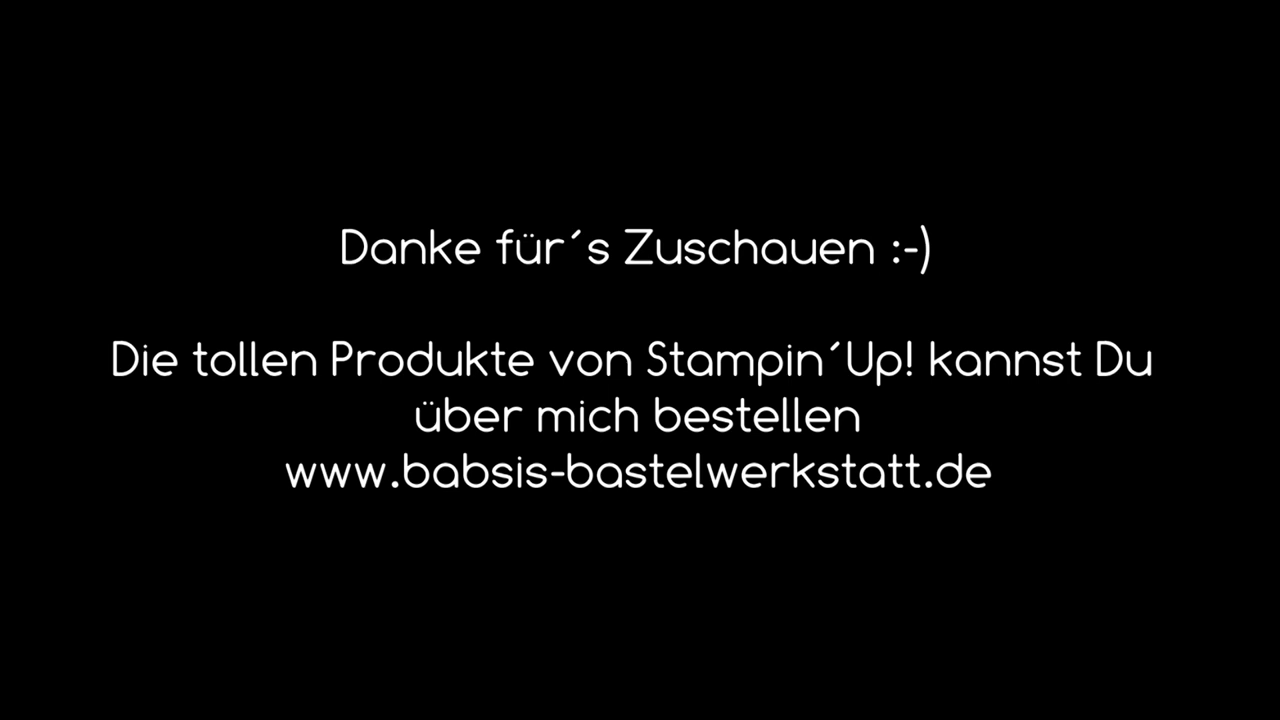 Danke für´s Zuschauen :-)
Die tollen Produkte von Stampin´Up! kannst Du
über mich bestellen
www.babsis-bastelwerkstatt.de